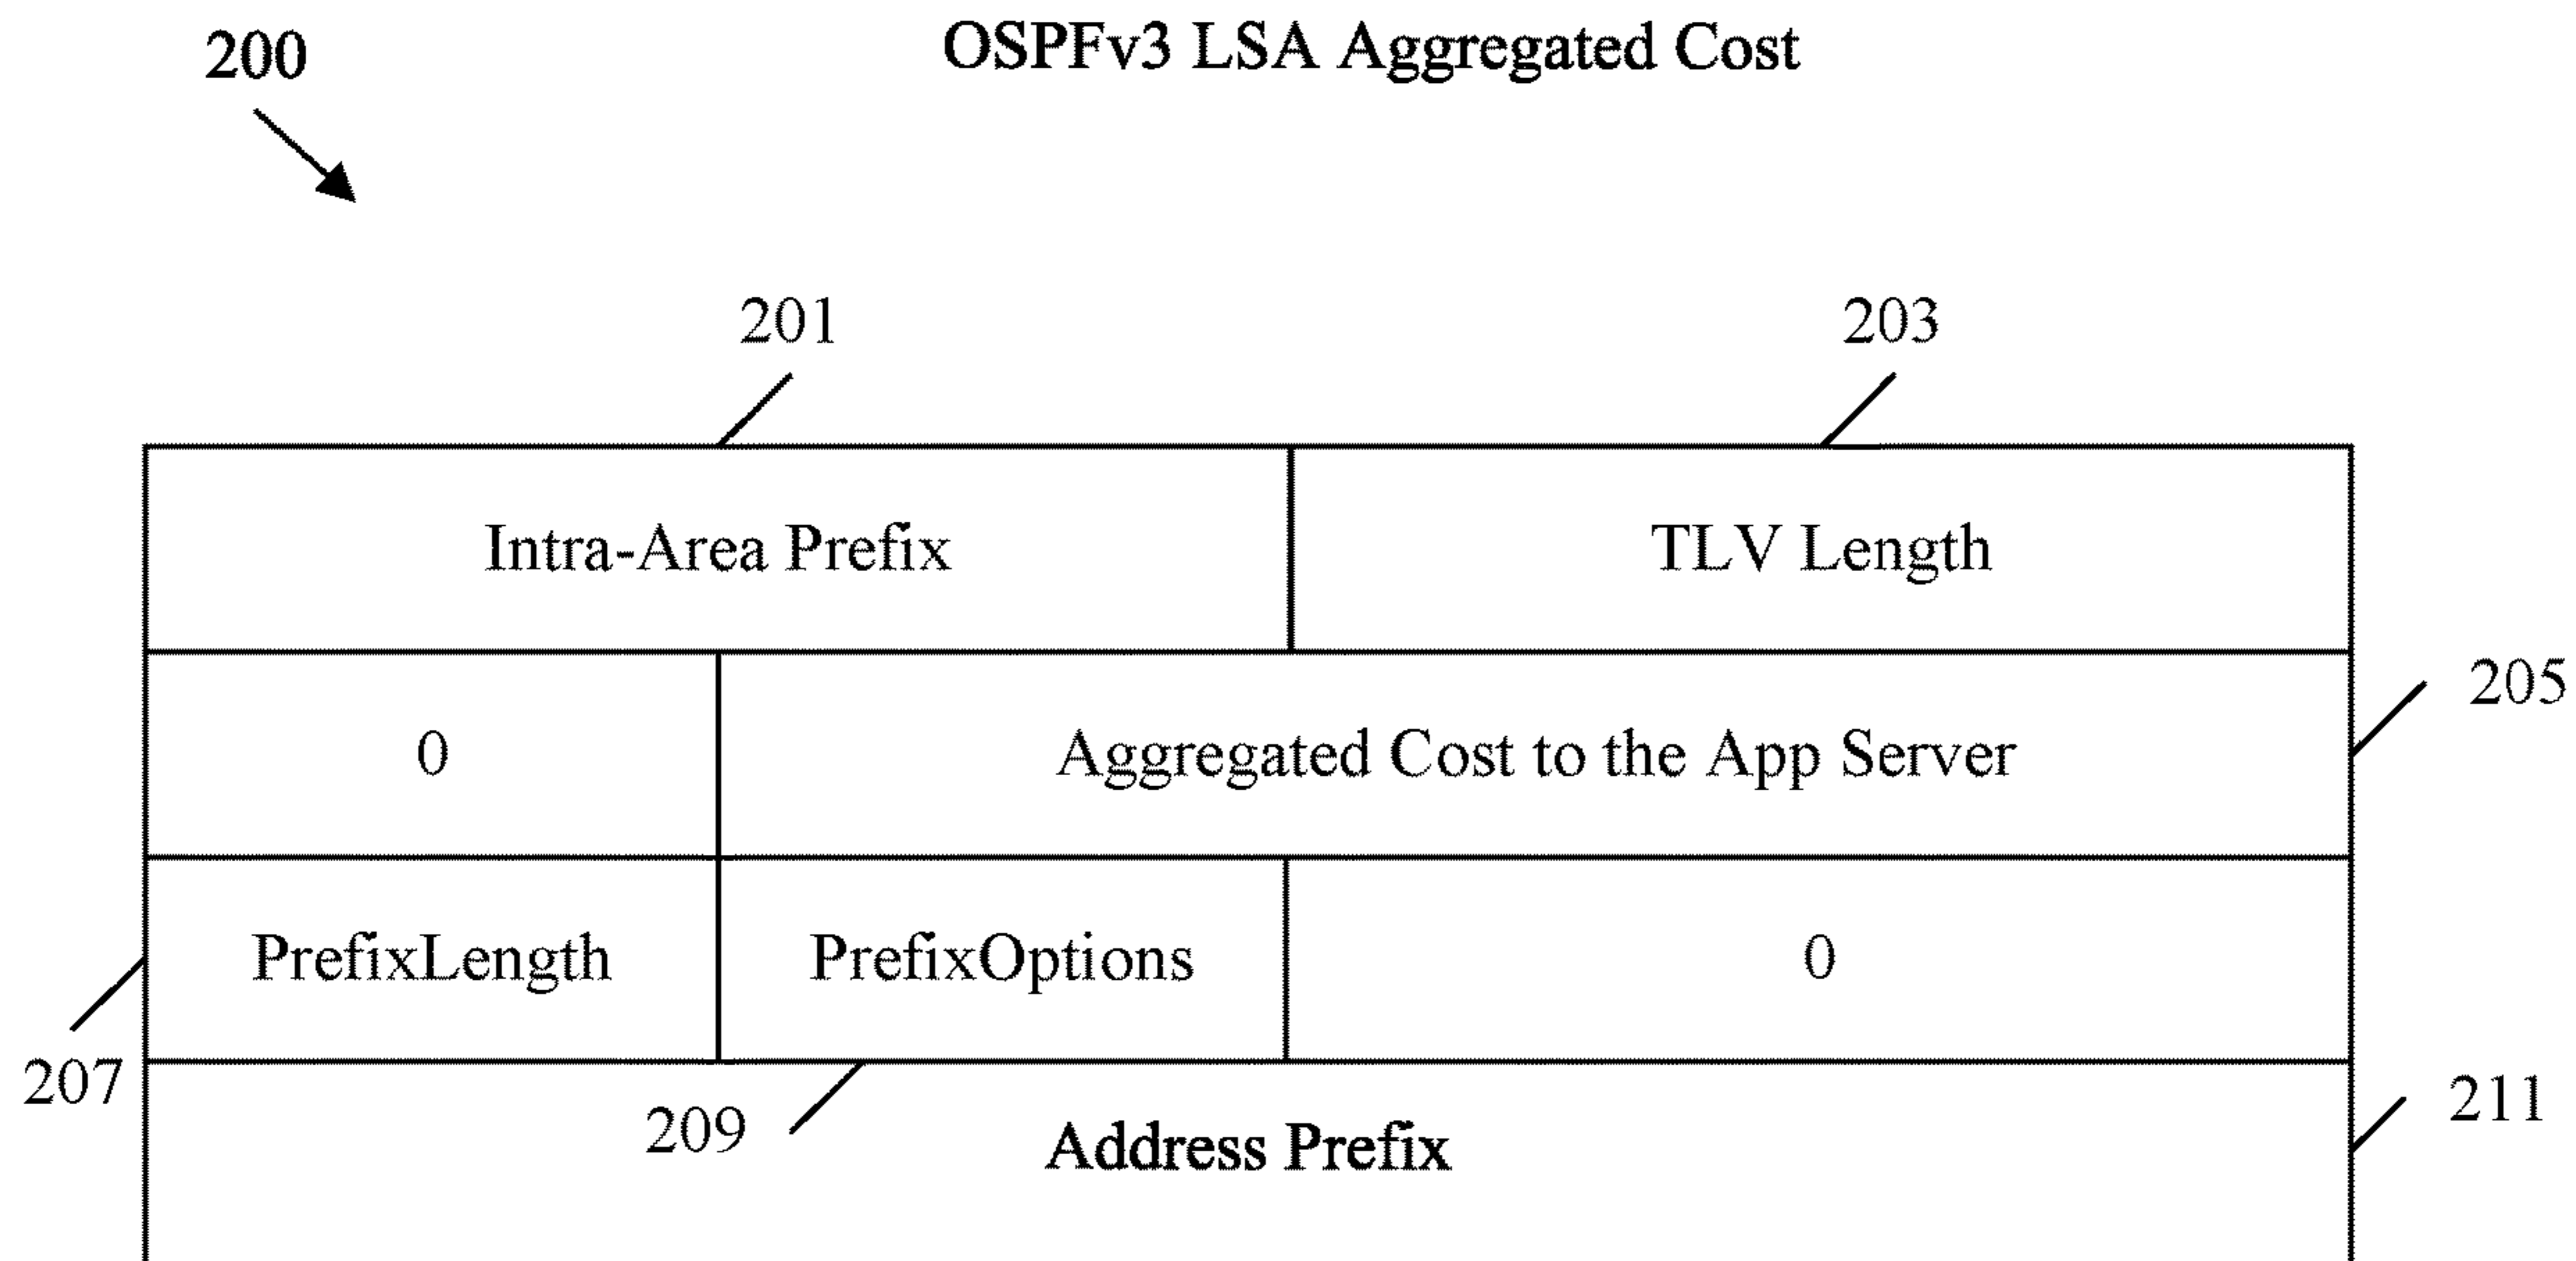 OSPFv3 LSA Aggregated Cost
200
201
203
Intra-Area Prefix
TLV Length
205
0
Aggregated Cost to the App Server
PrefixLength
PrefixOptions
0
207
209
211
Address Prefix